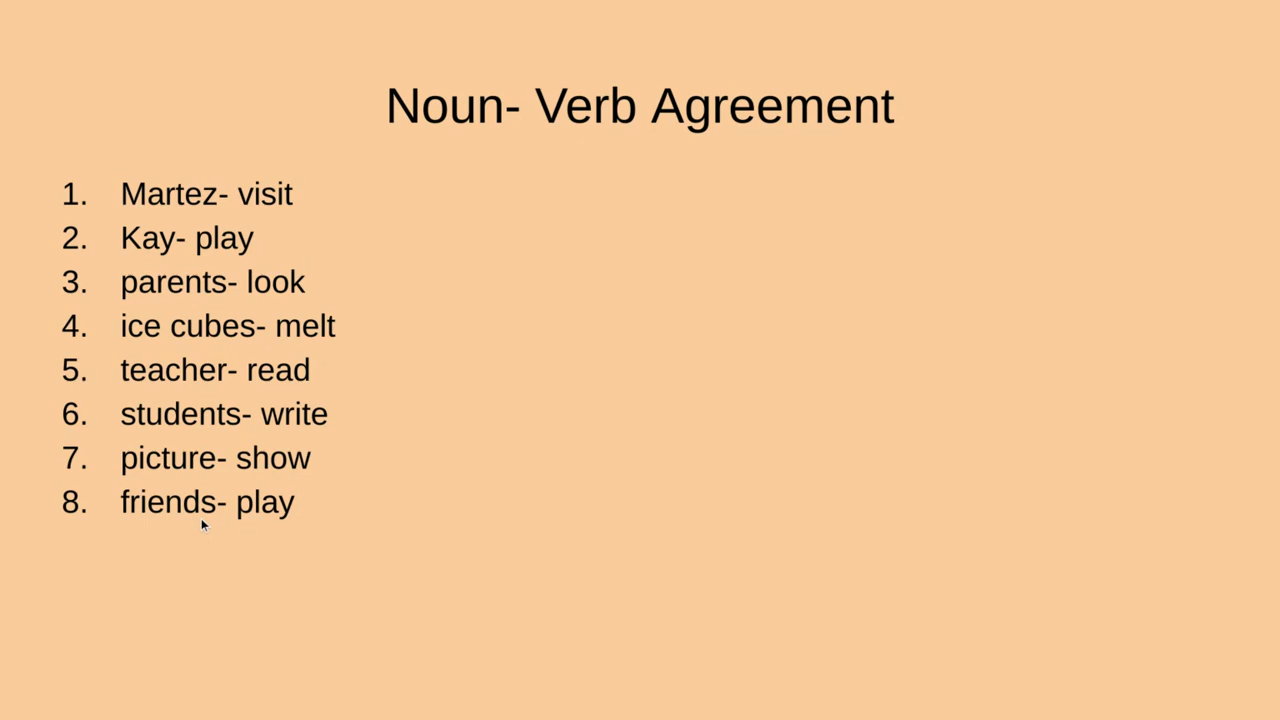 Noun- Verb Agreement
1. Martez- visit
2. Kay- play
3. parents- look
4. ice cubes- melt
5. teacher- read
6. students- write
7. picture- show
8. friends- play